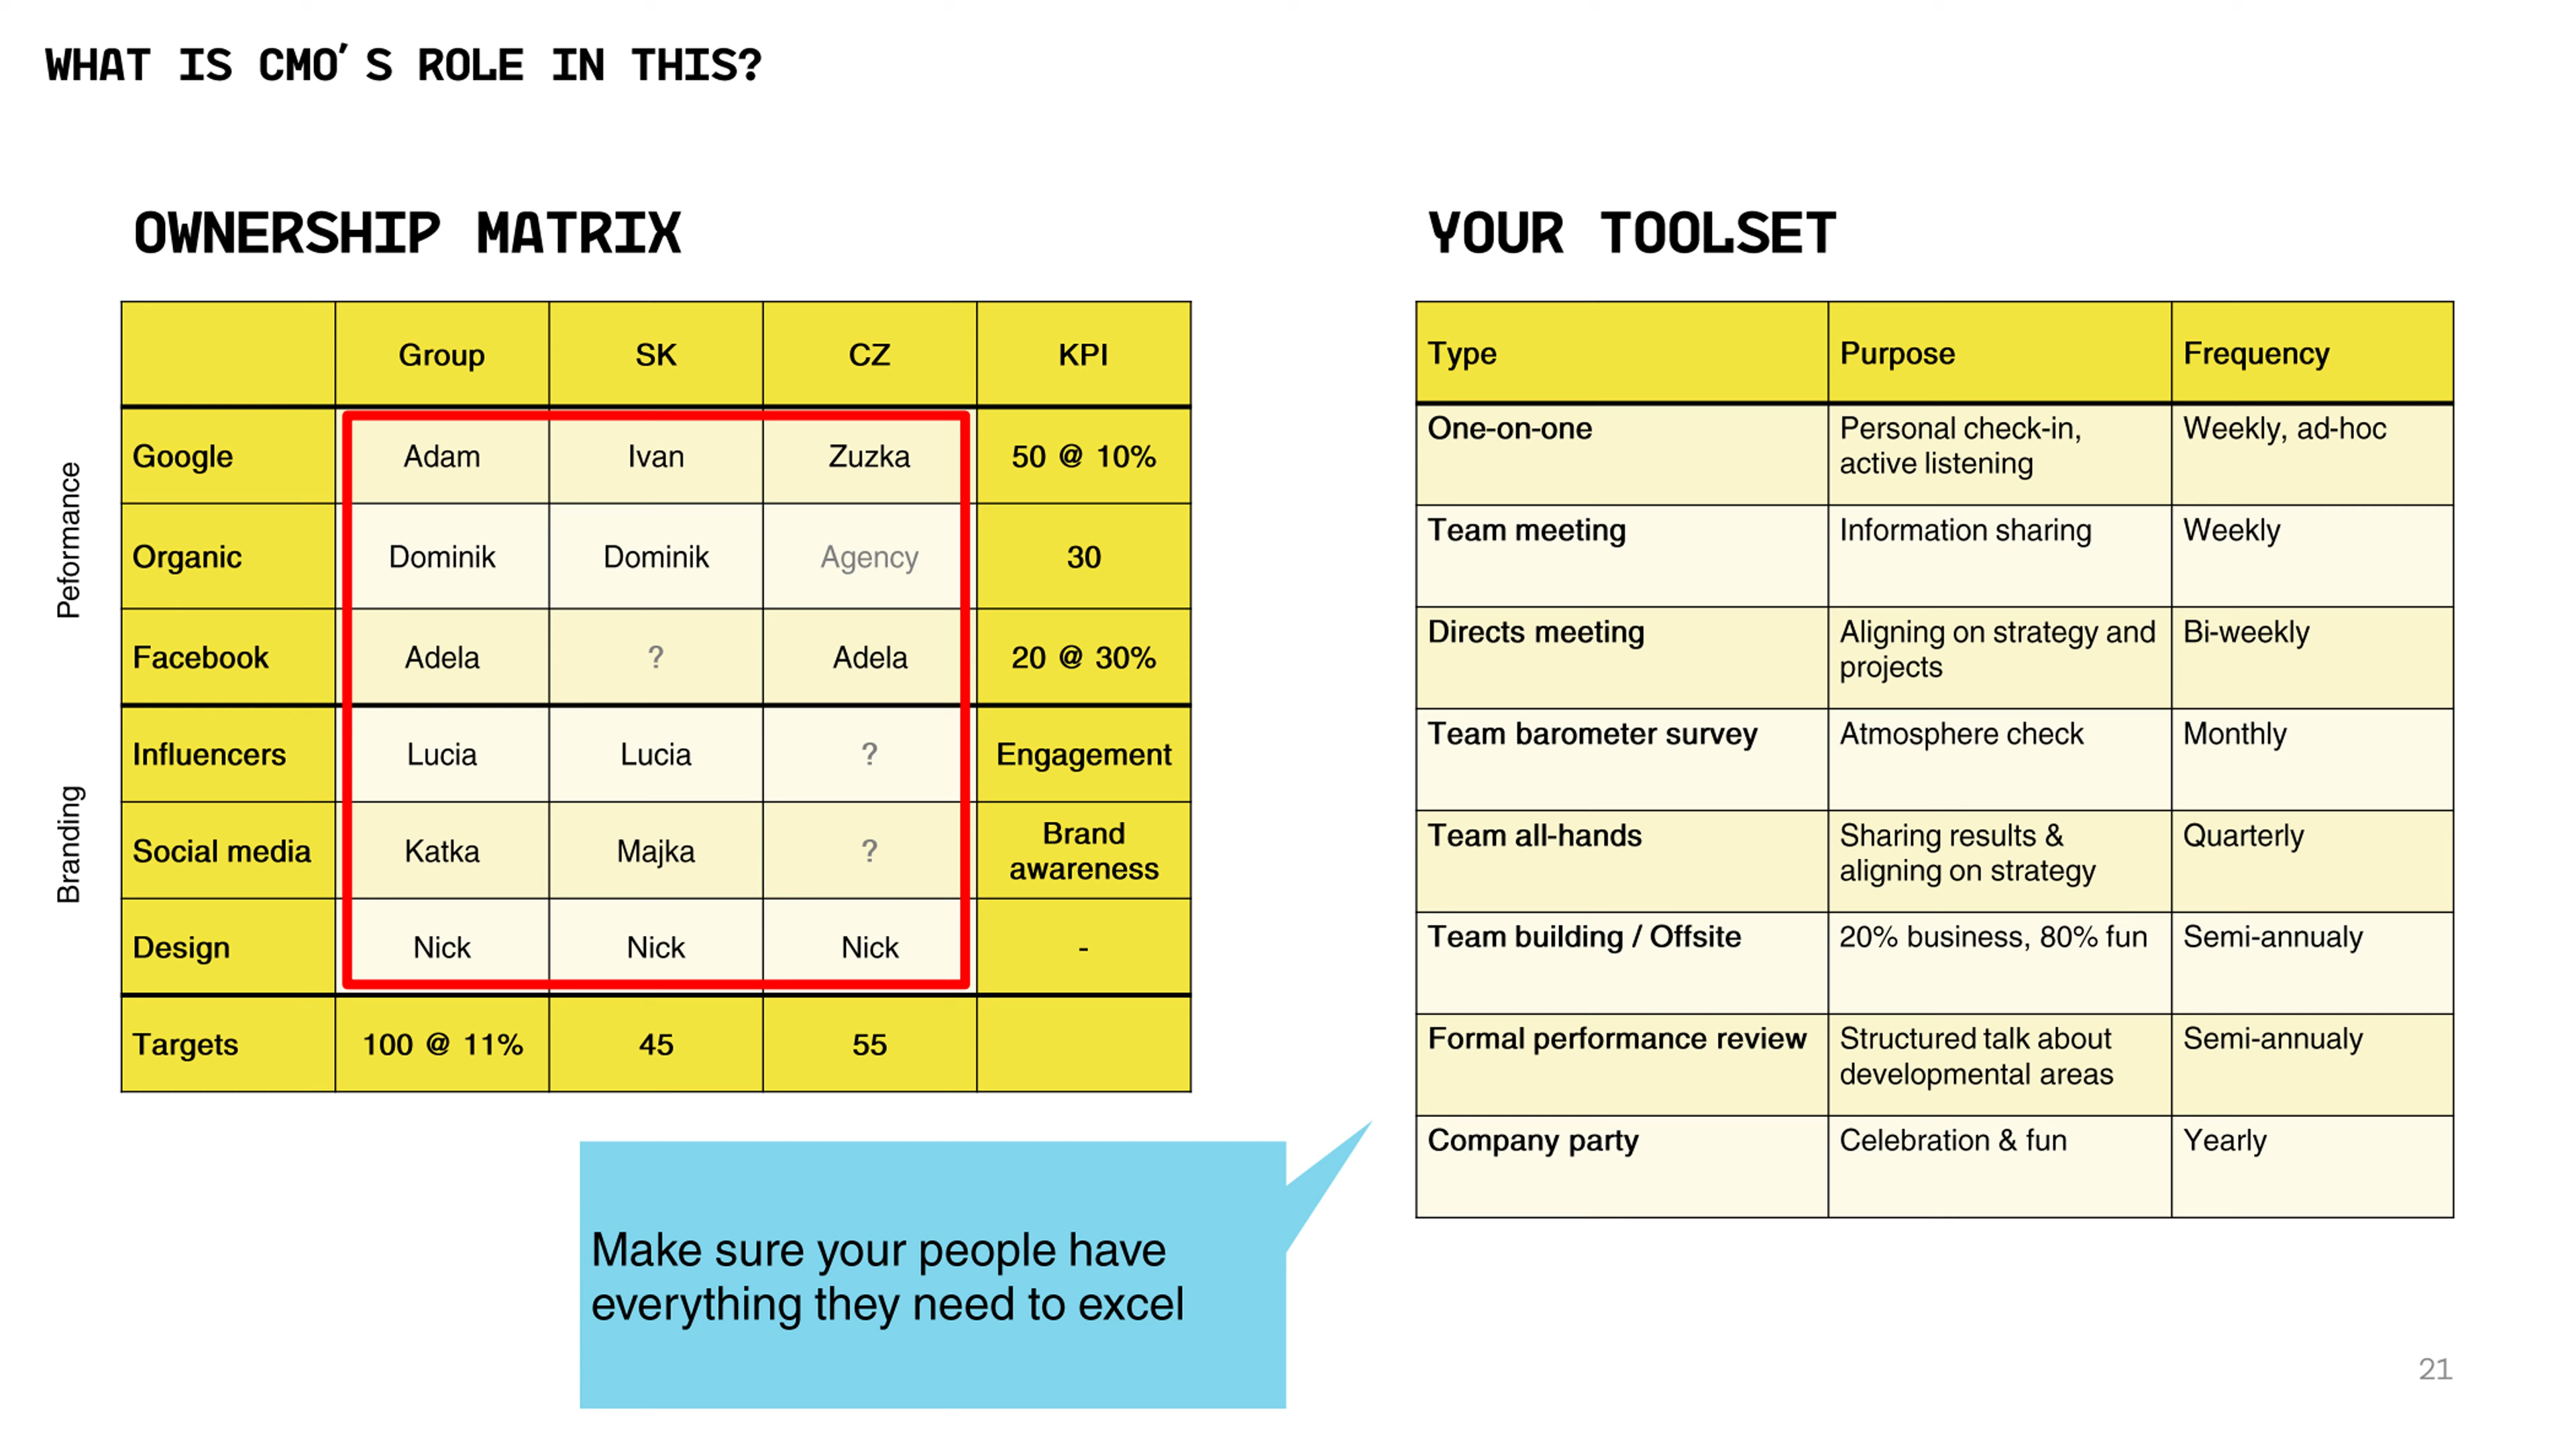 WHAT IS CMO'S ROLE IN THIS?
OWNERSHIP MATRIX
Group SK CZ KPI
Peformance
Google Adam Ivan Zuzka 50 @ 10%
Organic Dominik Dominik Agency 30
Facebook Adela ? Adela 20 @ 30%
Branding
Influencers Lucia Lucia ? Engagement
Social media Katka Majka ? Brand
awareness
Design Nick Nick Nick -
Targets 100 @ 11% 45 55
Make sure your people have
everything they need to excel
YOUR TOOLSET
Type Purpose Frequency
One-on-one Personal check-in, Weekly, ad-hoc
active listening
Team meeting Information sharing Weekly
Directs meeting Aligning on strategy and Bi-weekly
projects
Team barometer survey Atmosphere check Monthly
Team all-hands Sharing results & Quarterly
aligning on strategy
Team building / Offsite 20% business, 80% fun Semi-annualy
Formal performance review Structured talk about Semi-annualy
developmental areas
Company party Celebration & fun Yearly
21